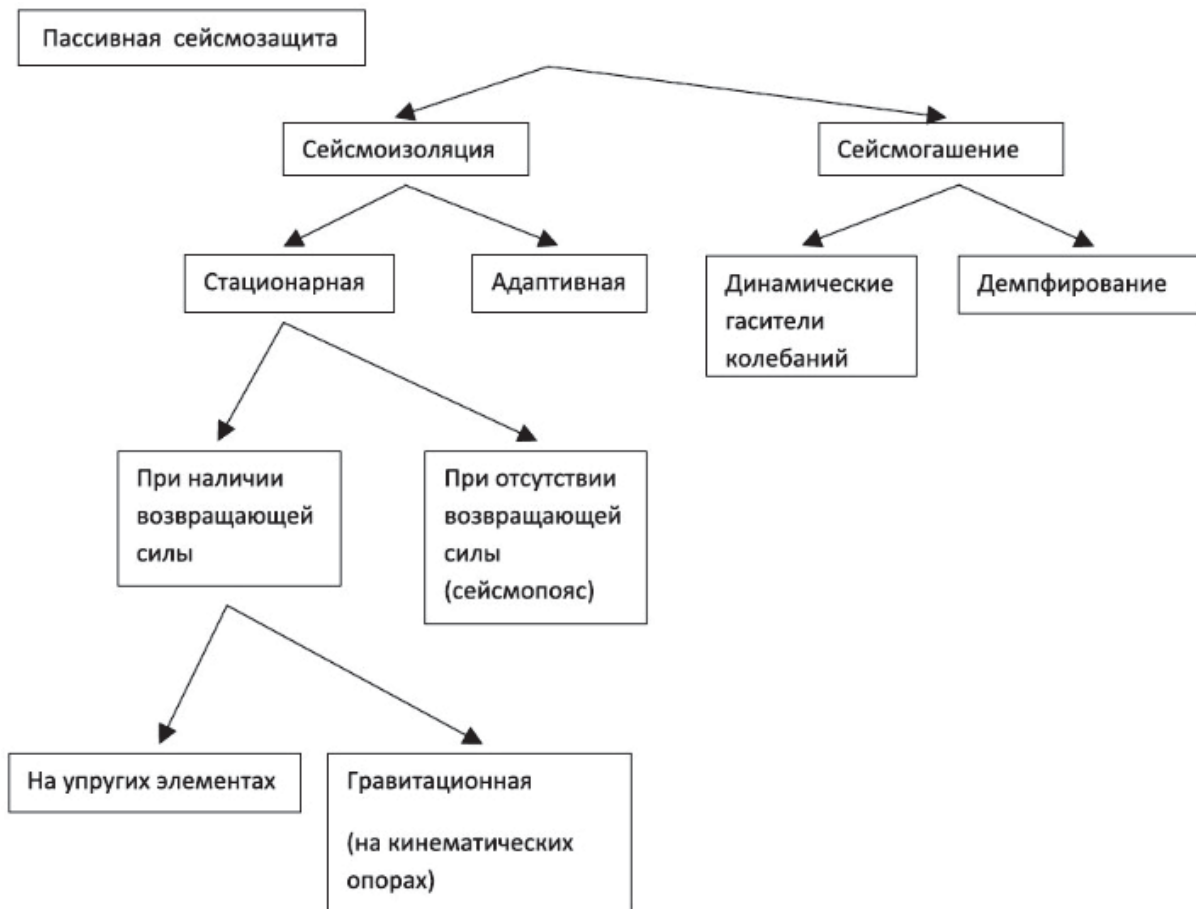 Пассивная сейсмозащита
Сейсмоизоляция
Сейсмогашение
Стационарная
Адаптивная
Динамические
гасители
колебаний
Демпфирование
При наличии
возвращающей
силы
При отсутствии
возвращающей
силы
(сейсмопояс)
На упругих элементах
Гравитационная
(на кинематических
опорах)